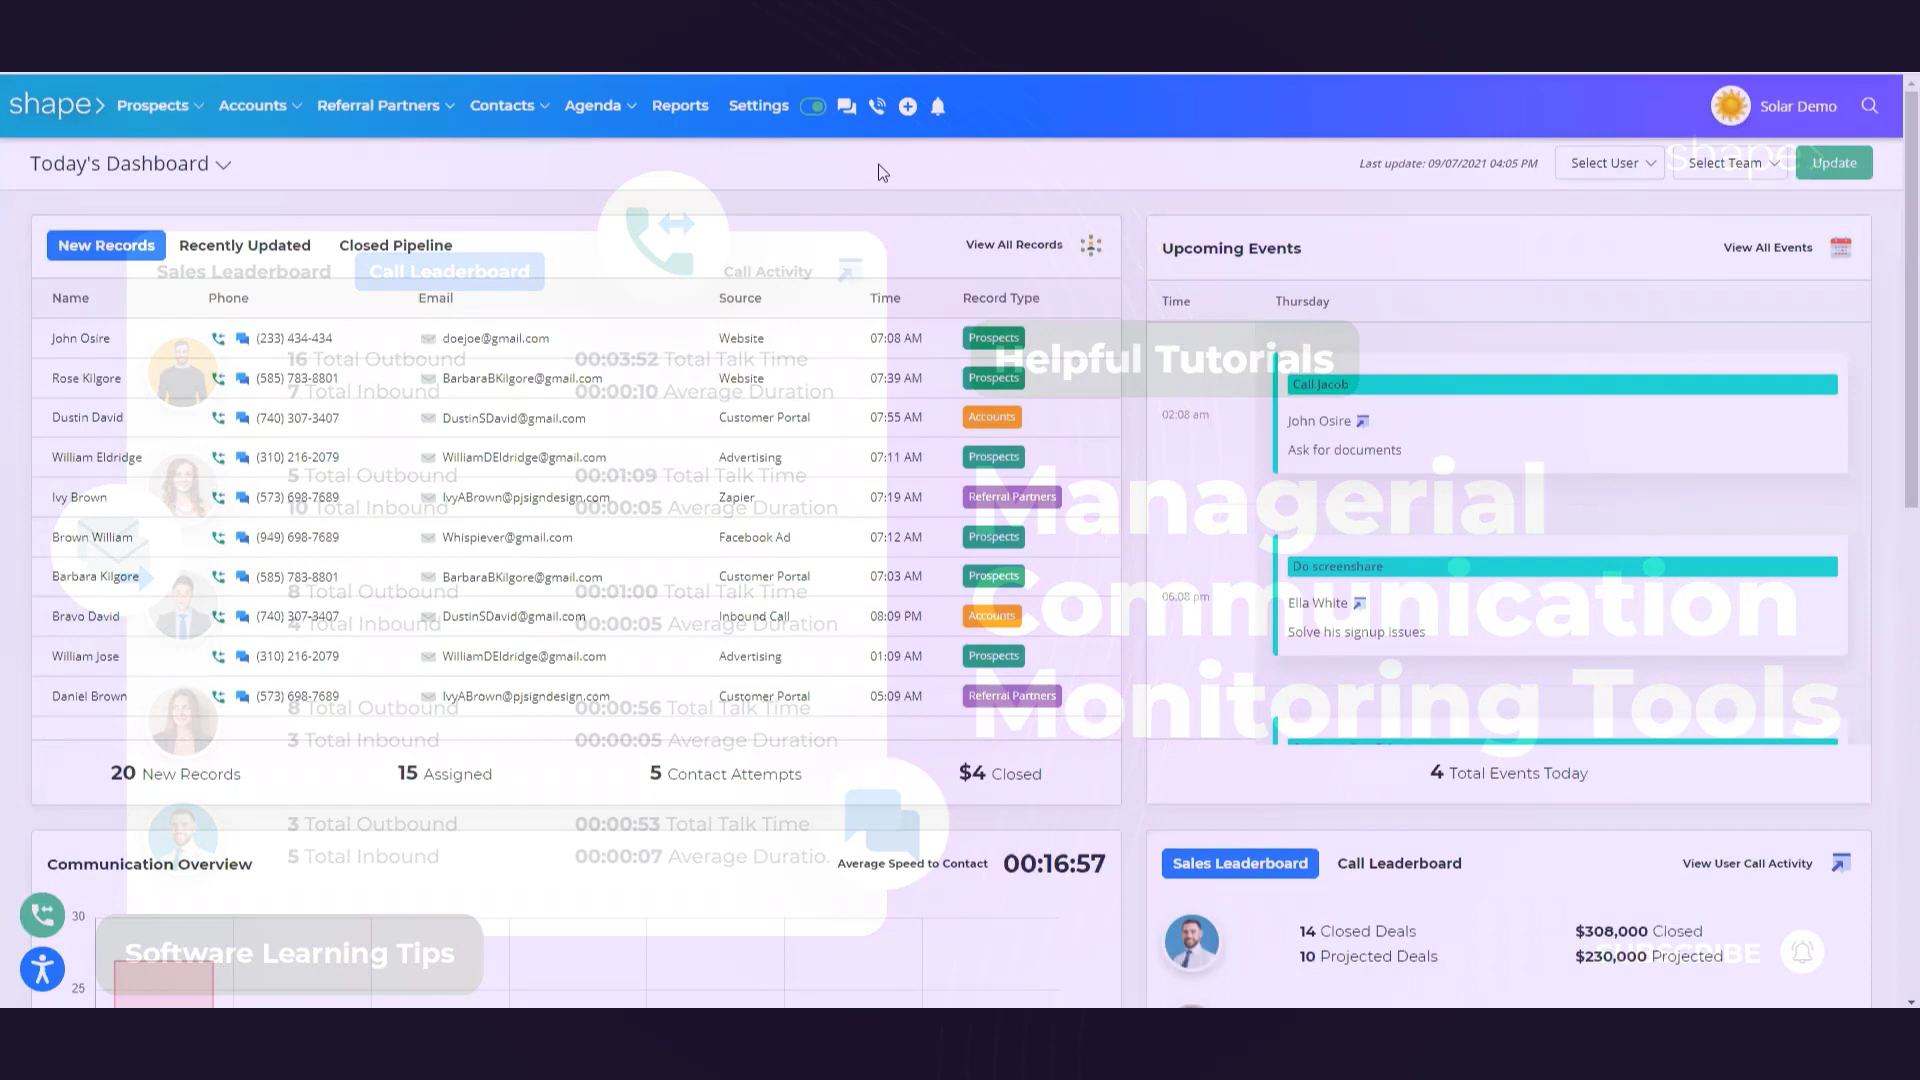 shape> Prospects Accounts Referral Partners Contacts Agenda Reports Settings Solar Demo
Today's Dashboard Last update: 09/07/2021 04:05 PM Select User Select Team Update
shape
New Records Recently Updated Closed Pipeline View All Records
Sales Leaderboard Call Leaderboard Call Activity
Name Phone Email Source Time Record Type
John Osire (233) 434-434 doejoe@gmail.com Website 07:08 AM Prospects
16 Total Outbound 00:03:52 Total Talk Time
Rose Kilgore (585) 783-8801 BarbaraBKilgore@gmail.com Website 07:39 AM Prospects
7 Total Inbound 00:00:10 Average Duration
Dustin David (740) 307-3407 DustinSDavid@gmail.com Customer Portal 07:55 AM Accounts
William Eldridge (310) 216-2079 WilliamDEldridge@gmail.com Advertising 07:11 AM Prospects
5 Total Outbound 00:01:09 Total Talk Time
Ivy Brown (573) 698-7689 IvyABrown@pjsigndesign.com Zapier 07:19 AM Referral Partners
10 Total Inbound 00:00:05 Average Duration
Brown William (949) 698-7689 Whispiever@gmail.com Facebook Ad 07:12 AM Prospects
Barbara Kilgore (585) 783-8801 BarbaraBKilgore@gmail.com Customer Portal 07:03 AM Prospects
8 Total Outbound 00:01:00 Total Talk Time
Bravo David (740) 307-3407 DustinSDavid@gmail.com Inbound Call 08:09 PM Accounts
4 Total Inbound 00:00:05 Average Duration
William Jose (310) 216-2079 WilliamDEldridge@gmail.com Advertising 01:09 AM Prospects
Daniel Brown (573) 698-7689 IvyABrown@pjsigndesign.com Customer Portal 05:09 AM Referral Partners
8 Total Outbound 00:00:56 Total Talk Time
3 Total Inbound 00:00:05 Average Duration
20 New Records 15 Assigned 5 Contact Attempts $4 Closed
3 Total Outbound 00:00:53 Total Talk Time
5 Total Inbound 00:00:07 Average Duratio
Upcoming Events View All Events
Time Thursday
Helpful Tutorials
Call Jacob
02:08 am
John Osire
Ask for documents
Managerial
Do screenshare
06:08 pm
Ella White
Communication
Solve his signup issues
Monitoring Tools
4 Total Events Today
Communication Overview Average Speed to Contact 00:16:57
30
25
Software Learning Tips
Sales Leaderboard Call Leaderboard View User Call Activity
14 Closed Deals $308,000 Closed
10 Projected Deals $230,000 Projected
SUBSCRIBE